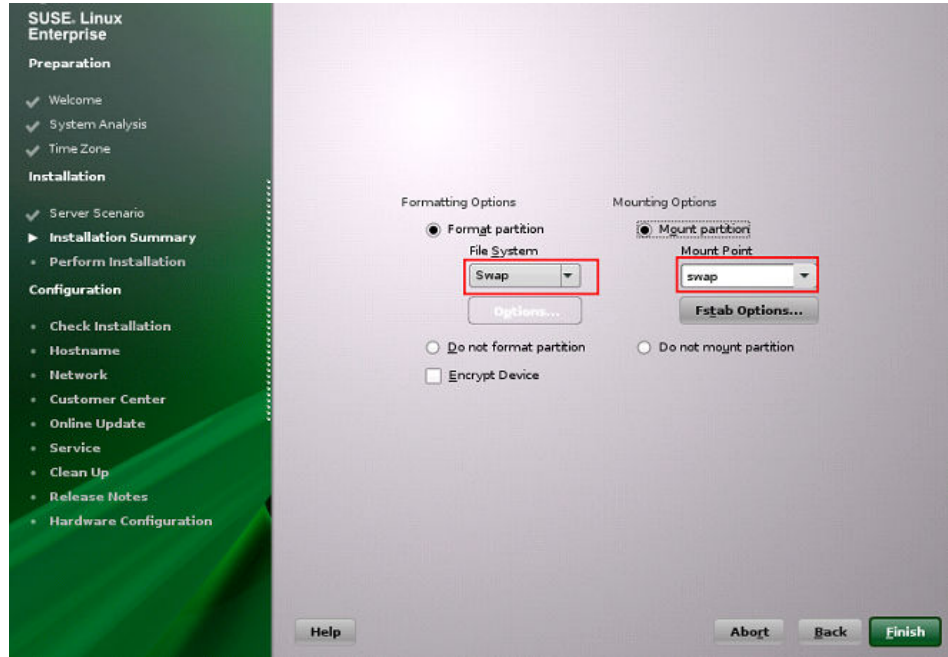 SUSE. Linux
Enterprise
Preparation
Welcome
System Analysis
Time Zone
Installation
Server Scenario
Installation Summary
Perform Installation
Configuration
Check Installation
Hostname
Network
Customer Center
Online Update
Service
Clean Up
Release Notes
Hardware Configuration
Formatting Options
Format partition
File System
Swap
Options...
Do not format partition
Encrypt Device
Mounting Options
Mount partition
Mount Point
swap
Fstab Options...
Do not mount partition
Help
Abort
Back
Finish